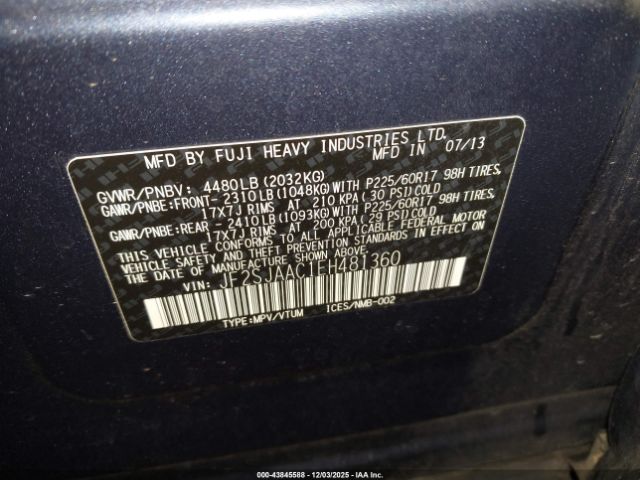 MFD BY FUJI HEAVY INDUSTRIES LTD.
MFD IN 07/13
GVWR/PNBV: 4480LB(2032KG)
GAWR/PNBE:FRONT- 2310LB(1048KG)WITH P225/60R17 98H TIRES
17X7J RIMS AT 210 KPA(30 PSI)COLD
GAWR/PNBE:REAR -2410LB(1093KG)WITH P225/60R17 98H TIRES
17X7J RIMS AT 200 KPA(29 PSI)COLD
THIS VEHICLE CONFORMS TO ALL APPLICABLE FEDERAL MOTOR
VEHICLE SAFETY AND THEFT PREVENTION STANDARDS IN EFFECT ON
THE DATE OF MANUFACTURE SHOWN ABOVE.
VIN: JF2SJAAC1EH481360
TYPE:MPV/VTUM ICES/NMB-002
000-43845588 - 12/03/2025 - IAA, Inc.